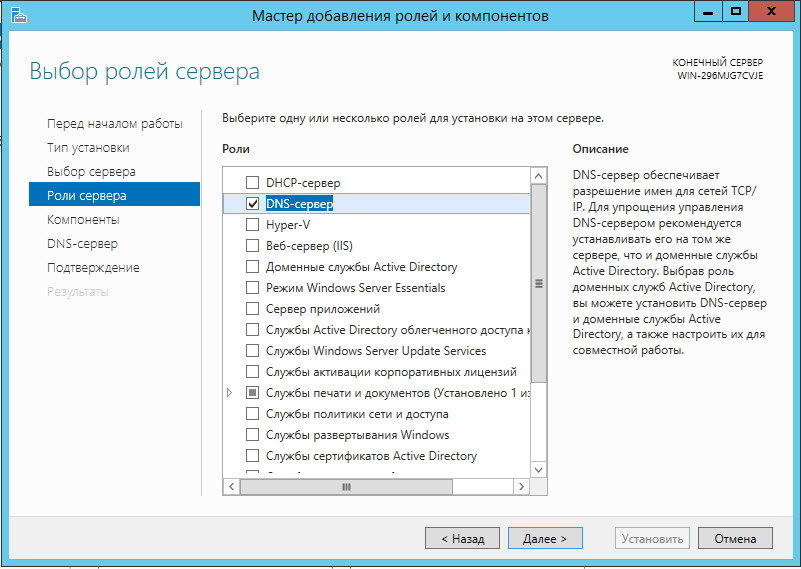 Мастер добавления ролей и компонентов
Выбор ролей сервера
КОНЕЧНЫЙ СЕРВЕР
WIN-296MJG7CVJE
Перед началом работы
Тип установки
Выбор сервера
Роли сервера
Компоненты
DNS-сервер
Подтверждение
Результаты
Выберите одну или несколько ролей для установки на этом сервере.
Роли
DHCP-сервер
DNS-сервер
Hyper-V
Веб-сервер (IIS)
Доменные службы Active Directory
Режим Windows Server Essentials
Сервер приложений
Службы Active Directory облегченного доступа к
Службы Windows Server Update Services
Службы активации корпоративных лицензий
Службы печати и документов (Установлено 1 из
Службы политики сети и доступа
Службы развертывания Windows
Службы сертификатов Active Directory
Описание
DNS-сервер обеспечивает
разрешение имен для сетей TCP/
IP. Для упрощения управления
DNS-сервером рекомендуется
устанавливать его на том же
сервере, что и доменные службы
Active Directory. Выбрав роль
доменных служб Active Directory,
вы можете установить DNS-сервер
и доменные службы Active
Directory, а также настроить их для
совместной работы.
< Назад
Далее >
Установить
Отмена